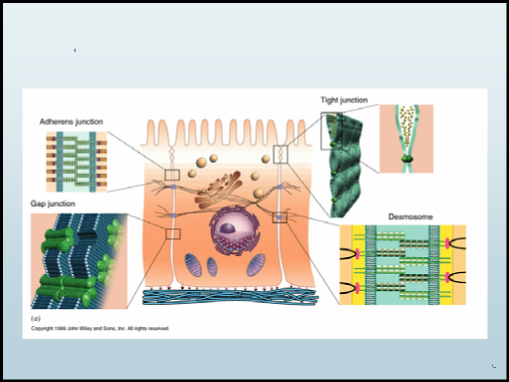 Tight junction
Adherens junction
Gap junction
Desmosome
(a)
Copyright 1999 John Wiley and Sons, Inc. All rights reserved.